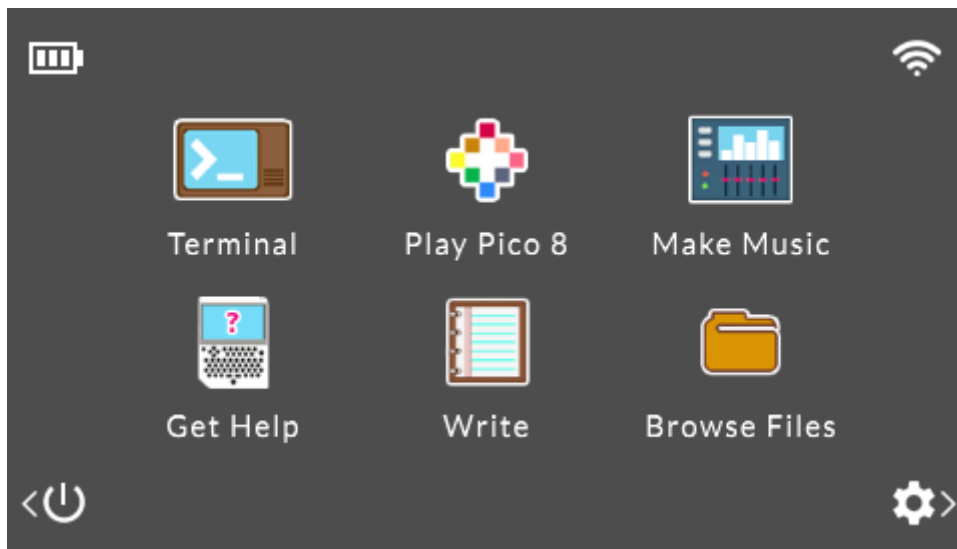 Terminal
Play Pico 8
Make Music
?
Get Help
Write
Browse Files